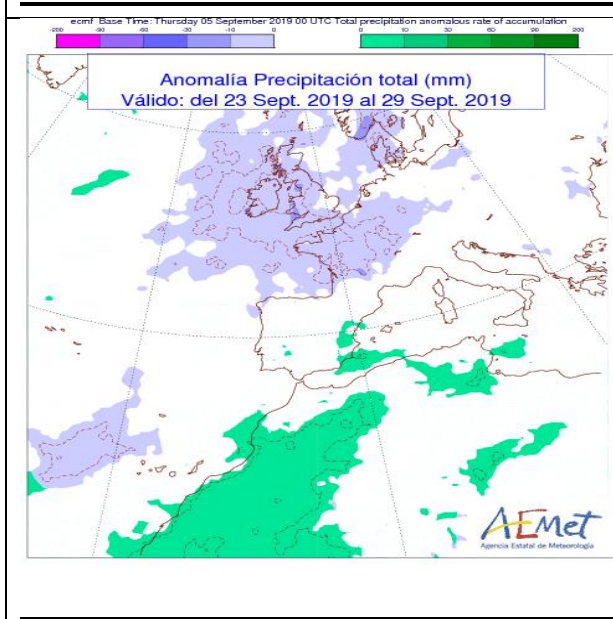 ecmf Base Time: Thursday 05 September 2019 00 UTC Total precipitation anomalous rate of accumulation
-200 -90 -60 -30 -10 0 0 10 30 60 90 200
Anomalía Precipitación total (mm)
Válido: del 23 Sept. 2019 al 29 Sept. 2019
AEMet
Agencia Estatal de Meteorología